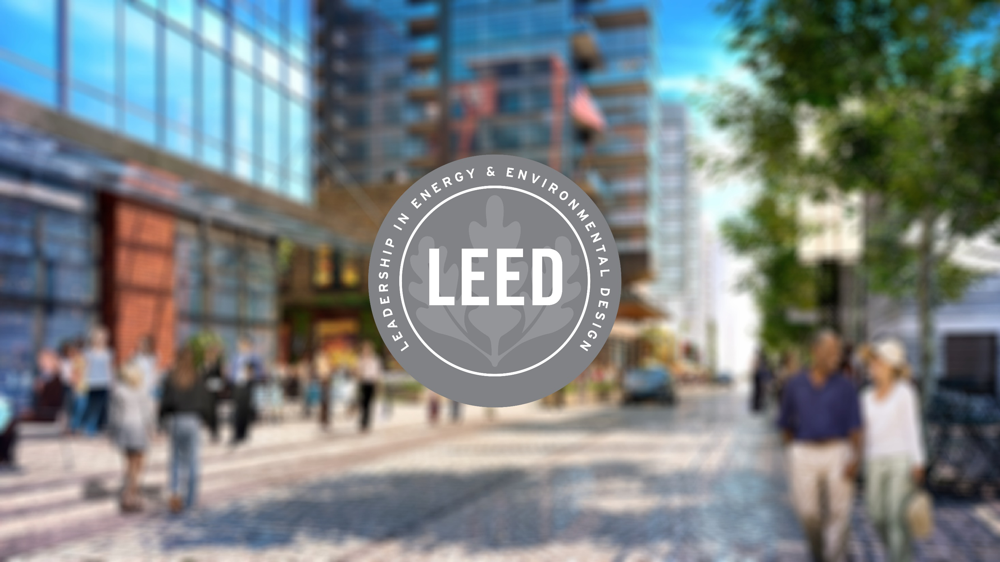 LEADERSHIP IN ENERGY & ENVIRONMENTAL DESIGN
LEED